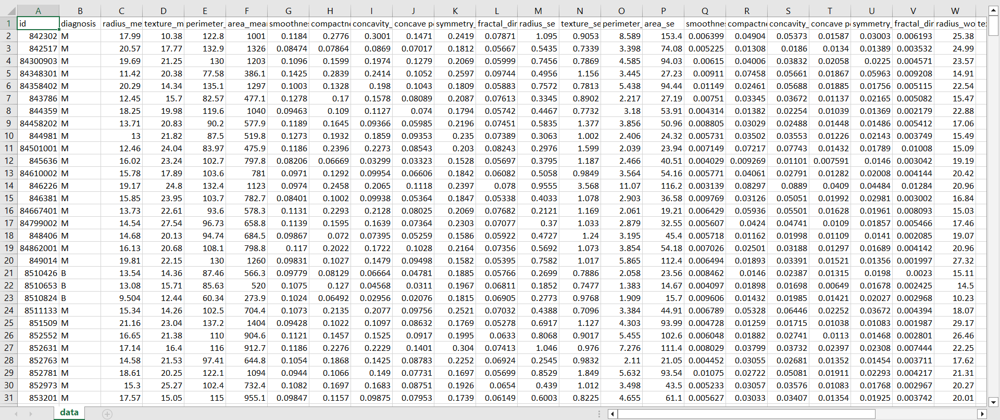 A B C D E F G H I J K L M N O P Q R S T U V W
1 id diagnosis radius_me texture_m perimeter_ area_mear smoothne: compactne concavity_ concave po symmetry_ fractal_dir radius_se texture_se perimeter_ area_se smoothne: compactne concavity_ concave po symmetry_ fractal_dir radius_wo te
2 842302 M 17.99 10.38 122.8 1001 0.1184 0.2776 0.3001 0.1471 0.2419 0.07871 1.095 0.9053 8.589 153.4 0.006399 0.04904 0.05373 0.01587 0.03003 0.006193 25.38
3 842517 M 20.57 17.77 132.9 1326 0.08474 0.07864 0.0869 0.07017 0.1812 0.05667 0.5435 0.7339 3.398 74.08 0.005225 0.01308 0.0186 0.0134 0.01389 0.003532 24.99
4 84300903 M 19.69 21.25 130 1203 0.1096 0.1599 0.1974 0.1279 0.2069 0.05999 0.7456 0.7869 4.585 94.03 0.00615 0.04006 0.03832 0.02058 0.0225 0.004571 23.57
5 84348301 M 11.42 20.38 77.58 386.1 0.1425 0.2839 0.2414 0.1052 0.2597 0.09744 0.4956 1.156 3.445 27.23 0.00911 0.07458 0.05661 0.01867 0.05963 0.009208 14.91
6 84358402 M 20.29 14.34 135.1 1297 0.1003 0.1328 0.198 0.1043 0.1809 0.05883 0.7572 0.7813 5.438 94.44 0.01149 0.02461 0.05688 0.01885 0.01756 0.005115 22.54
7 843786 M 12.45 15.7 82.57 477.1 0.1278 0.17 0.1578 0.08089 0.2087 0.07613 0.3345 0.8902 2.217 27.19 0.00751 0.03345 0.03672 0.01137 0.02165 0.005082 15.47
8 844359 M 18.25 19.98 119.6 1040 0.09463 0.109 0.1127 0.074 0.1794 0.05742 0.4467 0.7732 3.18 53.91 0.004314 0.01382 0.02254 0.01039 0.01369 0.002179 22.88
9 84458202 M 13.71 20.83 90.2 577.9 0.1189 0.1645 0.09366 0.05985 0.2196 0.07451 0.5835 1.377 3.856 50.96 0.008805 0.03029 0.02488 0.01448 0.01486 0.005412 17.06
10 844981 M 13 21.82 87.5 519.8 0.1273 0.1932 0.1859 0.09353 0.235 0.07389 0.3063 1.002 2.406 24.32 0.005731 0.03502 0.03553 0.01226 0.02143 0.003749 15.49
11 84501001 M 12.46 24.04 83.97 475.9 0.1186 0.2396 0.2273 0.08543 0.203 0.08243 0.2976 1.599 2.039 23.94 0.007149 0.07217 0.07743 0.01432 0.01789 0.01008 15.09
12 845636 M 16.02 23.24 102.7 797.8 0.08206 0.06669 0.03299 0.03323 0.1528 0.05697 0.3795 1.187 2.466 40.51 0.004029 0.009269 0.01101 0.007591 0.0146 0.003042 19.19
13 84610002 M 15.78 17.89 103.6 781 0.0971 0.1292 0.09954 0.06606 0.1842 0.06082 0.5058 0.9849 3.564 54.16 0.005771 0.04061 0.02791 0.01282 0.02008 0.004144 20.42
14 846226 M 19.17 24.8 132.4 1123 0.0974 0.2458 0.2065 0.1118 0.2397 0.078 0.9555 3.568 11.07 116.2 0.003139 0.08297 0.0889 0.0409 0.04484 0.01284 20.96
15 846381 M 15.85 23.95 103.7 782.7 0.08401 0.1002 0.09938 0.05364 0.1847 0.05338 0.4033 1.078 2.903 36.58 0.009769 0.03126 0.05051 0.01992 0.02981 0.003002 16.84
16 84667401 M 13.73 22.61 93.6 578.3 0.1131 0.2293 0.2128 0.08025 0.2069 0.07682 0.2121 1.169 2.061 19.21 0.006429 0.05936 0.05501 0.01628 0.01961 0.008093 15.03
17 84799002 M 14.54 27.54 96.73 658.8 0.1139 0.1595 0.1639 0.07364 0.2303 0.07077 0.37 1.033 2.879 32.55 0.005607 0.0424 0.04741 0.0109 0.01857 0.005466 17.46
18 848406 M 14.68 20.13 94.74 684.5 0.09867 0.072 0.07395 0.05259 0.1586 0.05922 0.4727 1.24 3.195 45.4 0.005718 0.01162 0.01998 0.01109 0.0141 0.002085 19.07
19 84862001 M 16.13 20.68 108.1 798.8 0.117 0.2022 0.1722 0.1028 0.2164 0.07356 0.5692 1.073 3.854 54.18 0.007026 0.02501 0.03188 0.01297 0.01689 0.004142 20.96
20 849014 M 19.81 22.15 130 1260 0.09831 0.1027 0.1479 0.09498 0.1582 0.05395 0.7582 1.017 5.865 112.4 0.006494 0.01893 0.03391 0.01521 0.01356 0.001997 27.32
21 8510426 B 13.54 14.36 87.46 566.3 0.09779 0.08129 0.06664 0.04781 0.1885 0.05766 0.2699 0.7886 2.058 23.56 0.008462 0.0146 0.02387 0.01315 0.0198 0.0023 15.11
22 8510653 B 13.08 15.71 85.63 520 0.1075 0.127 0.04568 0.0311 0.1967 0.06811 0.1852 0.7477 1.383 14.67 0.004097 0.01898 0.01698 0.00649 0.01678 0.002425 14.5
23 8510824 B 9.504 12.44 60.34 273.9 0.1024 0.06492 0.02956 0.02076 0.1815 0.06905 0.2773 0.9768 1.909 15.7 0.009606 0.01432 0.01985 0.01421 0.02027 0.002968 10.23
24 8511133 M 15.34 14.26 102.5 704.4 0.1073 0.2135 0.2077 0.09756 0.2521 0.07032 0.4388 0.7096 3.384 44.91 0.006789 0.05328 0.06446 0.02252 0.03672 0.004394 18.07
25 851509 M 21.16 23.04 137.2 1404 0.09428 0.1022 0.1097 0.08632 0.1769 0.05278 0.6917 1.127 4.303 93.99 0.004728 0.01259 0.01715 0.01038 0.01083 0.001987 29.17
26 852552 M 16.65 21.38 110 904.6 0.1121 0.1457 0.1525 0.0917 0.1995 0.0633 0.8068 0.9017 5.455 102.6 0.006048 0.01882 0.02741 0.0113 0.01468 0.002801 26.46
27 852631 M 17.14 16.4 116 912.7 0.1186 0.2276 0.2229 0.1401 0.304 0.07413 1.046 0.976 7.276 111.4 0.008029 0.03799 0.03732 0.02397 0.02308 0.007444 22.25
28 852763 M 14.58 21.53 97.41 644.8 0.1054 0.1868 0.1425 0.08783 0.2252 0.06924 0.2545 0.9832 2.11 21.05 0.004452 0.03055 0.02681 0.01352 0.01454 0.003711 17.62
29 852781 M 18.61 20.25 122.1 1094 0.0944 0.1066 0.149 0.07731 0.1697 0.05699 0.8529 1.849 5.632 93.54 0.01075 0.02722 0.05081 0.01911 0.02293 0.004217 21.31
30 852973 M 15.3 25.27 102.4 732.4 0.1082 0.1697 0.1683 0.08751 0.1926 0.0654 0.439 1.012 3.498 43.5 0.005233 0.03057 0.03576 0.01083 0.01768 0.002967 20.27
31 853201 M 17.57 15.05 115 955.1 0.09847 0.1157 0.09875 0.07953 0.1739 0.06149 0.6003 0.8225 4.655 61.1 0.005627 0.03033 0.03407 0.01354 0.01925 0.003742 20.01
data